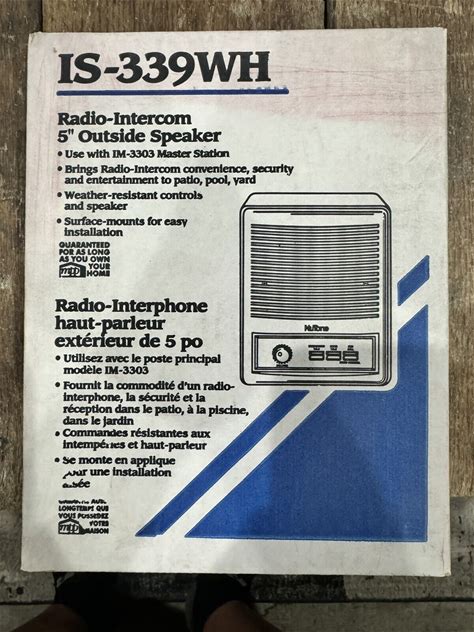 IS-339WH
Radio-Intercom
5" Outside Speaker
• Use with IM-3303 Master Station
• Brings Radio-Intercom convenience, security
and entertainment to patio, pool, yard
• Weather-resistant controls
and speaker
• Surface-mounts for easy
installation
GUARANTEED
FOR AS LONG
AS YOU OWN
YOUR
HOME
NuTone
Radio-Interphone
haut-parleur
extérieur de 5 po
• Utilisez avec le poste principal
modèle IM-3303
• Fournit la commodité d'un radio-
interphone, la sécurité et la
réception dans le patio, à la piscine,
dans le jardin
• Commandes résistantes aux
intempéries et haut-parleur
• Se monte en applique
une installation
LONGTEMPS QUE
VOUS POSSEDEZ
VOTRE
MAISON